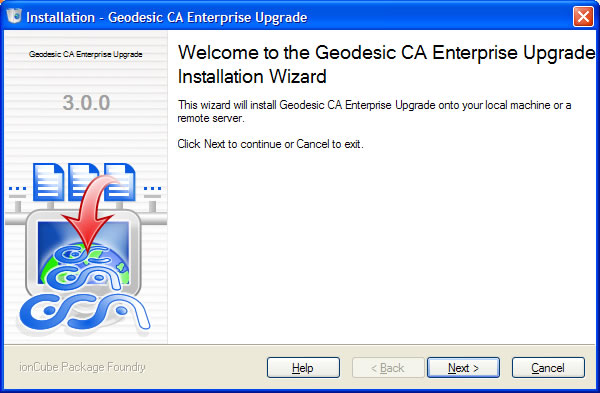 Installation - Geodesic CA Enterprise Upgrade
Geodesic CA Enterprise Upgrade
3.0.0
Welcome to the Geodesic CA Enterprise Upgrade
Installation Wizard
This wizard will install Geodesic CA Enterprise Upgrade onto your local machine or a
remote server.
Click Next to continue or Cancel to exit.
ionCube Package Foundry
Help
< Back
Next >
Cancel